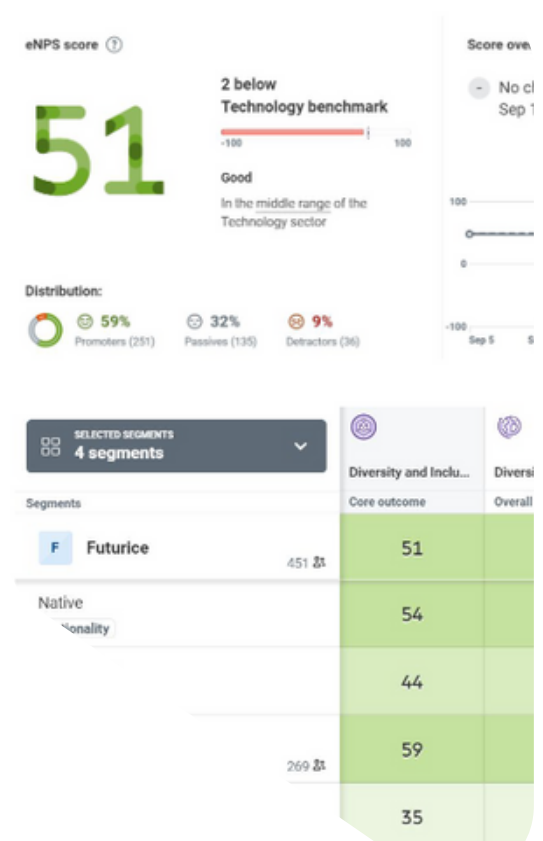 eNPS score ?
Score ove
51
2 below
Technology benchmark
- No cl
Sep 1
-100 100
Good
In the middle range of the
Technology sector
100
0
-100
Sep 5 S
Distribution:
59% 32% 9%
Promoters (251) Passives (135) Detractors (36)
SELECTED SEGMENTS
4 segments
Diversity and Inclu... Diversi
Segments Core outcome Overall
F Futurice 451 51
Native 54
ionality
44
269 59
35